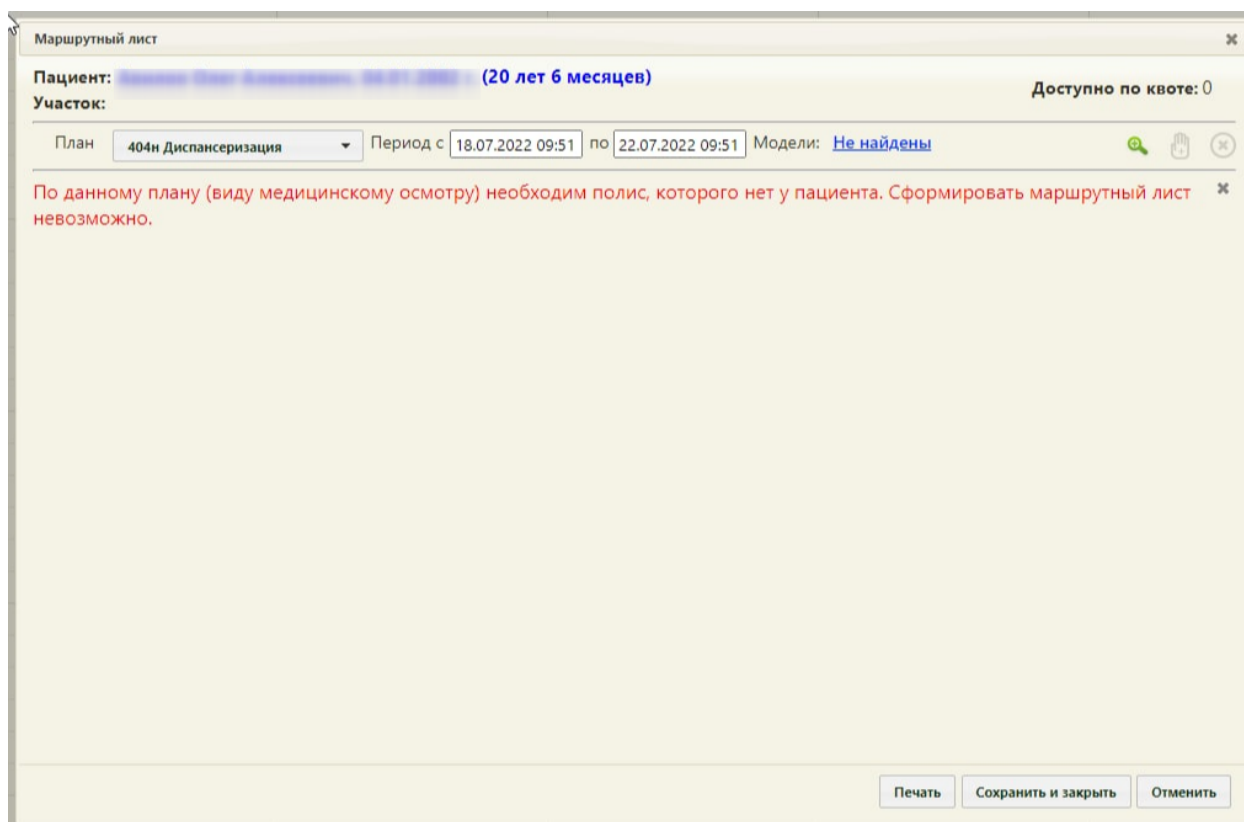 Маршрутный лист
Пациент: (20 лет 6 месяцев)
Участок:
Доступно по квоте: 0
План 404н Диспансеризация Период с 18.07.2022 09:51 по 22.07.2022 09:51 Модели: Не найдены
По данному плану (виду медицинскому осмотру) необходим полис, которого нет у пациента. Сформировать маршрутный лист
невозможно.
Печать Сохранить и закрыть Отменить